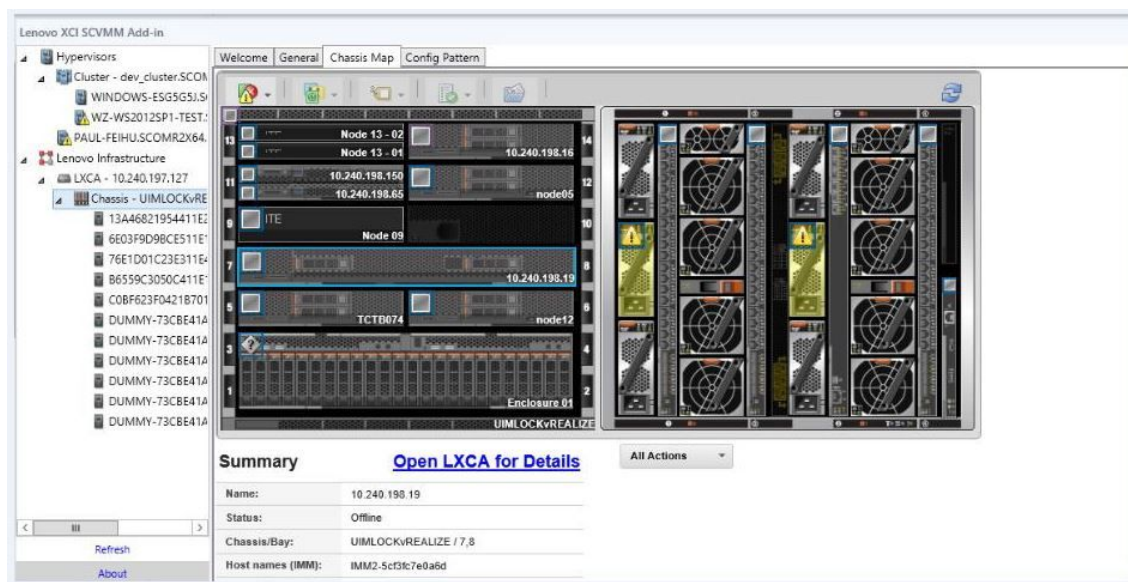 Lenovo XCI SCVMM Add-in
Hypervisors
Cluster - dev_cluster.SCOM
WINDOWS-ESG5G5J.S
WZ-WS2012SP1-TEST.
PAUL-FEIHU.SCOMR2X64.
Lenovo Infrastructure
LXCA - 10.240.197.127
Chassis - UIMLOCKvRE
13A46821954411E2
6E03F9D9BCE511E
76E1D01C23E311E
B6559C3050C411E
C0BF623F0421B701
DUMMY-73CBE41A
DUMMY-73CBE41A
DUMMY-73CBE41A
DUMMY-73CBE41A
DUMMY-73CBE41A
DUMMY-73CBE41A
Refresh
About
Welcome General Chassis Map Config Pattern
13 Node 13 - 02 14
Node 13 - 01 10.240.198.16
11 10.240.198.150 12
10.240.198.65 node05
9 ITE 10
Node 09
7 8
10.240.198.19
5 6
TCTB074 node12
3 4
1 2
Enclosure 01
UIMLOCKvREALIZE
Summary Open LXCA for Details All Actions
Name: 10.240.198.19
Status: Offline
Chassis/Bay: UIMLOCKvREALIZE / 7,8
Host names (IMM): IMM2-5cf3fc7e0a6d